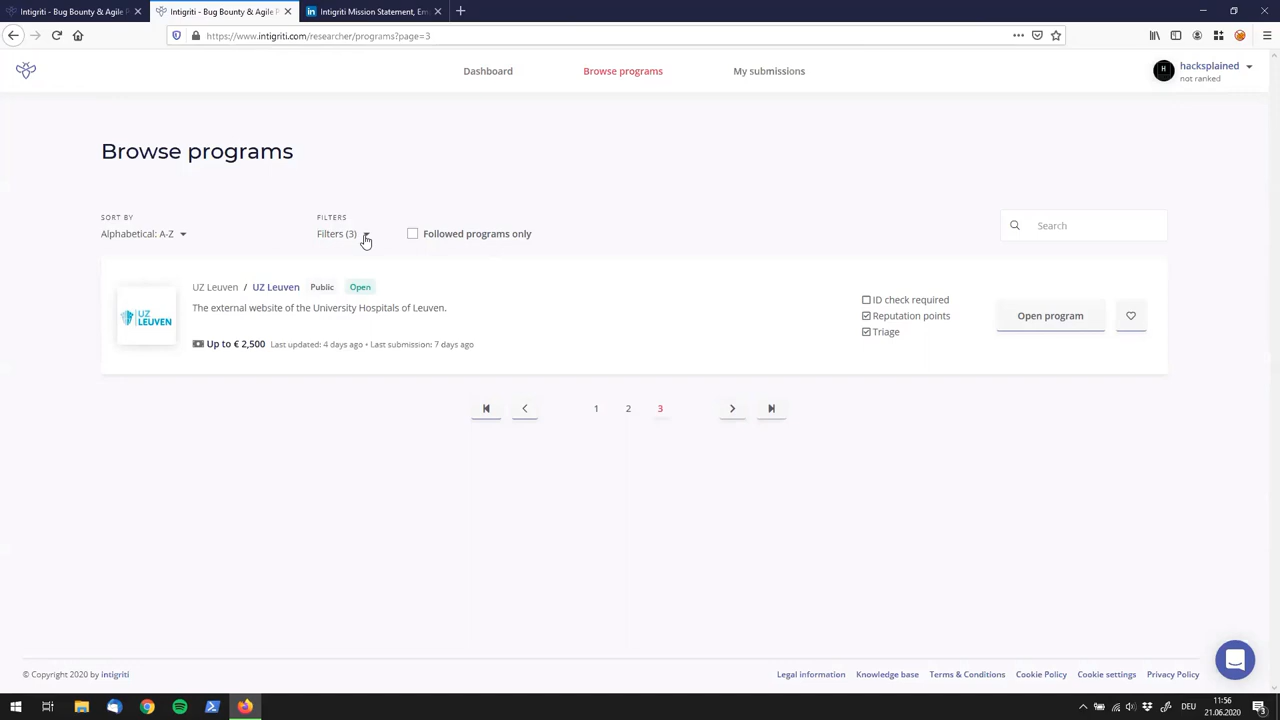 Intigriti - Bug Bounty & Agile P
Intigriti - Bug Bounty & Agile P
Intigriti Mission Statement, Em
https://www.intigriti.com/researcher/programs?page=3
Dashboard
Browse programs
My submissions
H
hacksplained
not ranked
Browse programs
SORT BY
Alphabetical: A-Z
FILTERS
Filters (3)
Followed programs only
Search
UZ LEUVEN
UZ Leuven / UZ Leuven Public Open
The external website of the University Hospitals of Leuven.
Up to € 2,500 Last updated: 4 days ago • Last submission: 7 days ago
ID check required
Reputation points
Triage
Open program
1 2 3
© Copyright 2020 by intigriti
Legal information Knowledge base Terms & Conditions Cookie Policy Cookie settings Privacy Policy
DEU
11:56
21.06.2020
3